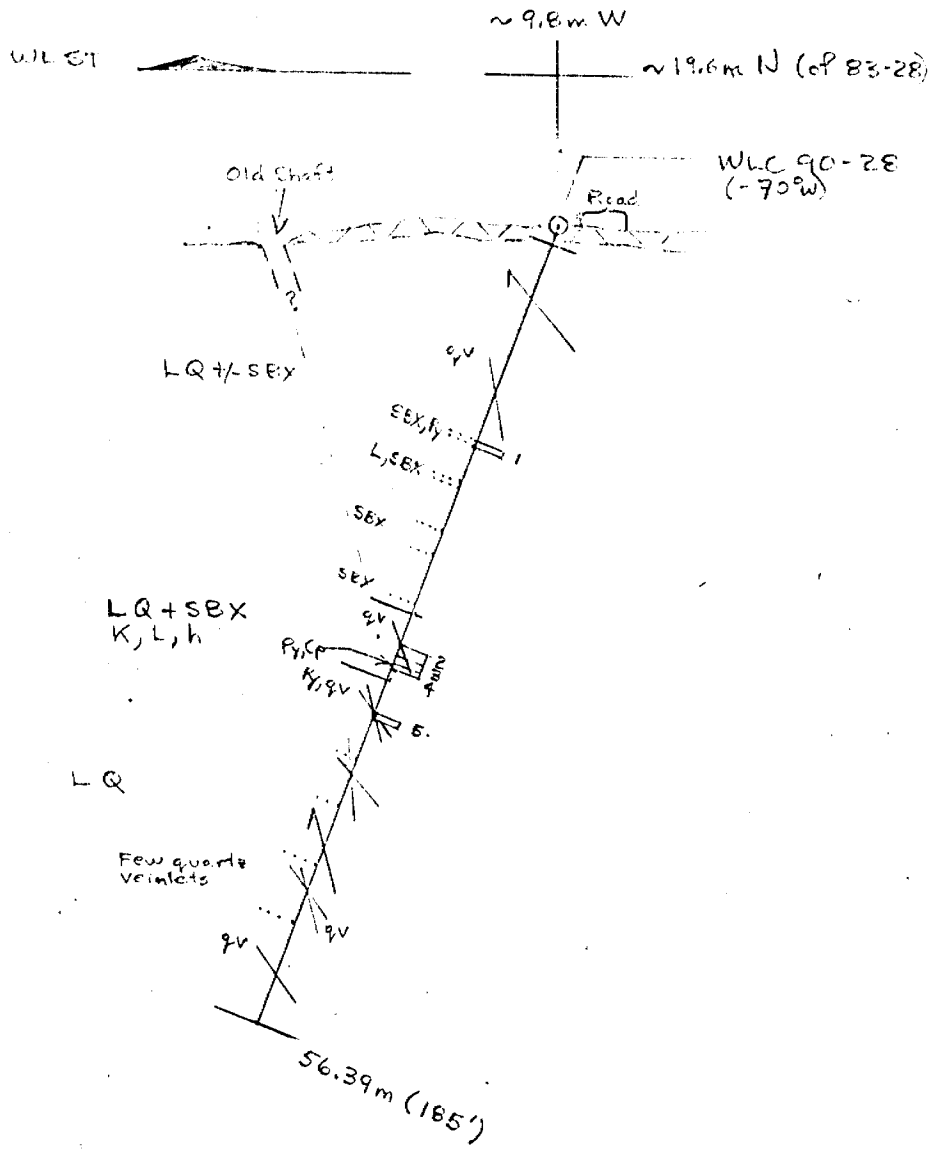 ~ 9.8m W
WEST
~19.6m N (of 83-28)
WLC 90-28
(-70°W)
Old Shaft
Road
?
LQ +/- SBX
qv
SBX, Py
1
L, SBX
SBX
SBX
LQ + SBX
K, L, h
qv
Py, Cp
2
3
4
Py, qv
5.
LQ
Few quartz
veinlets
qv
qv
56.39m (185')